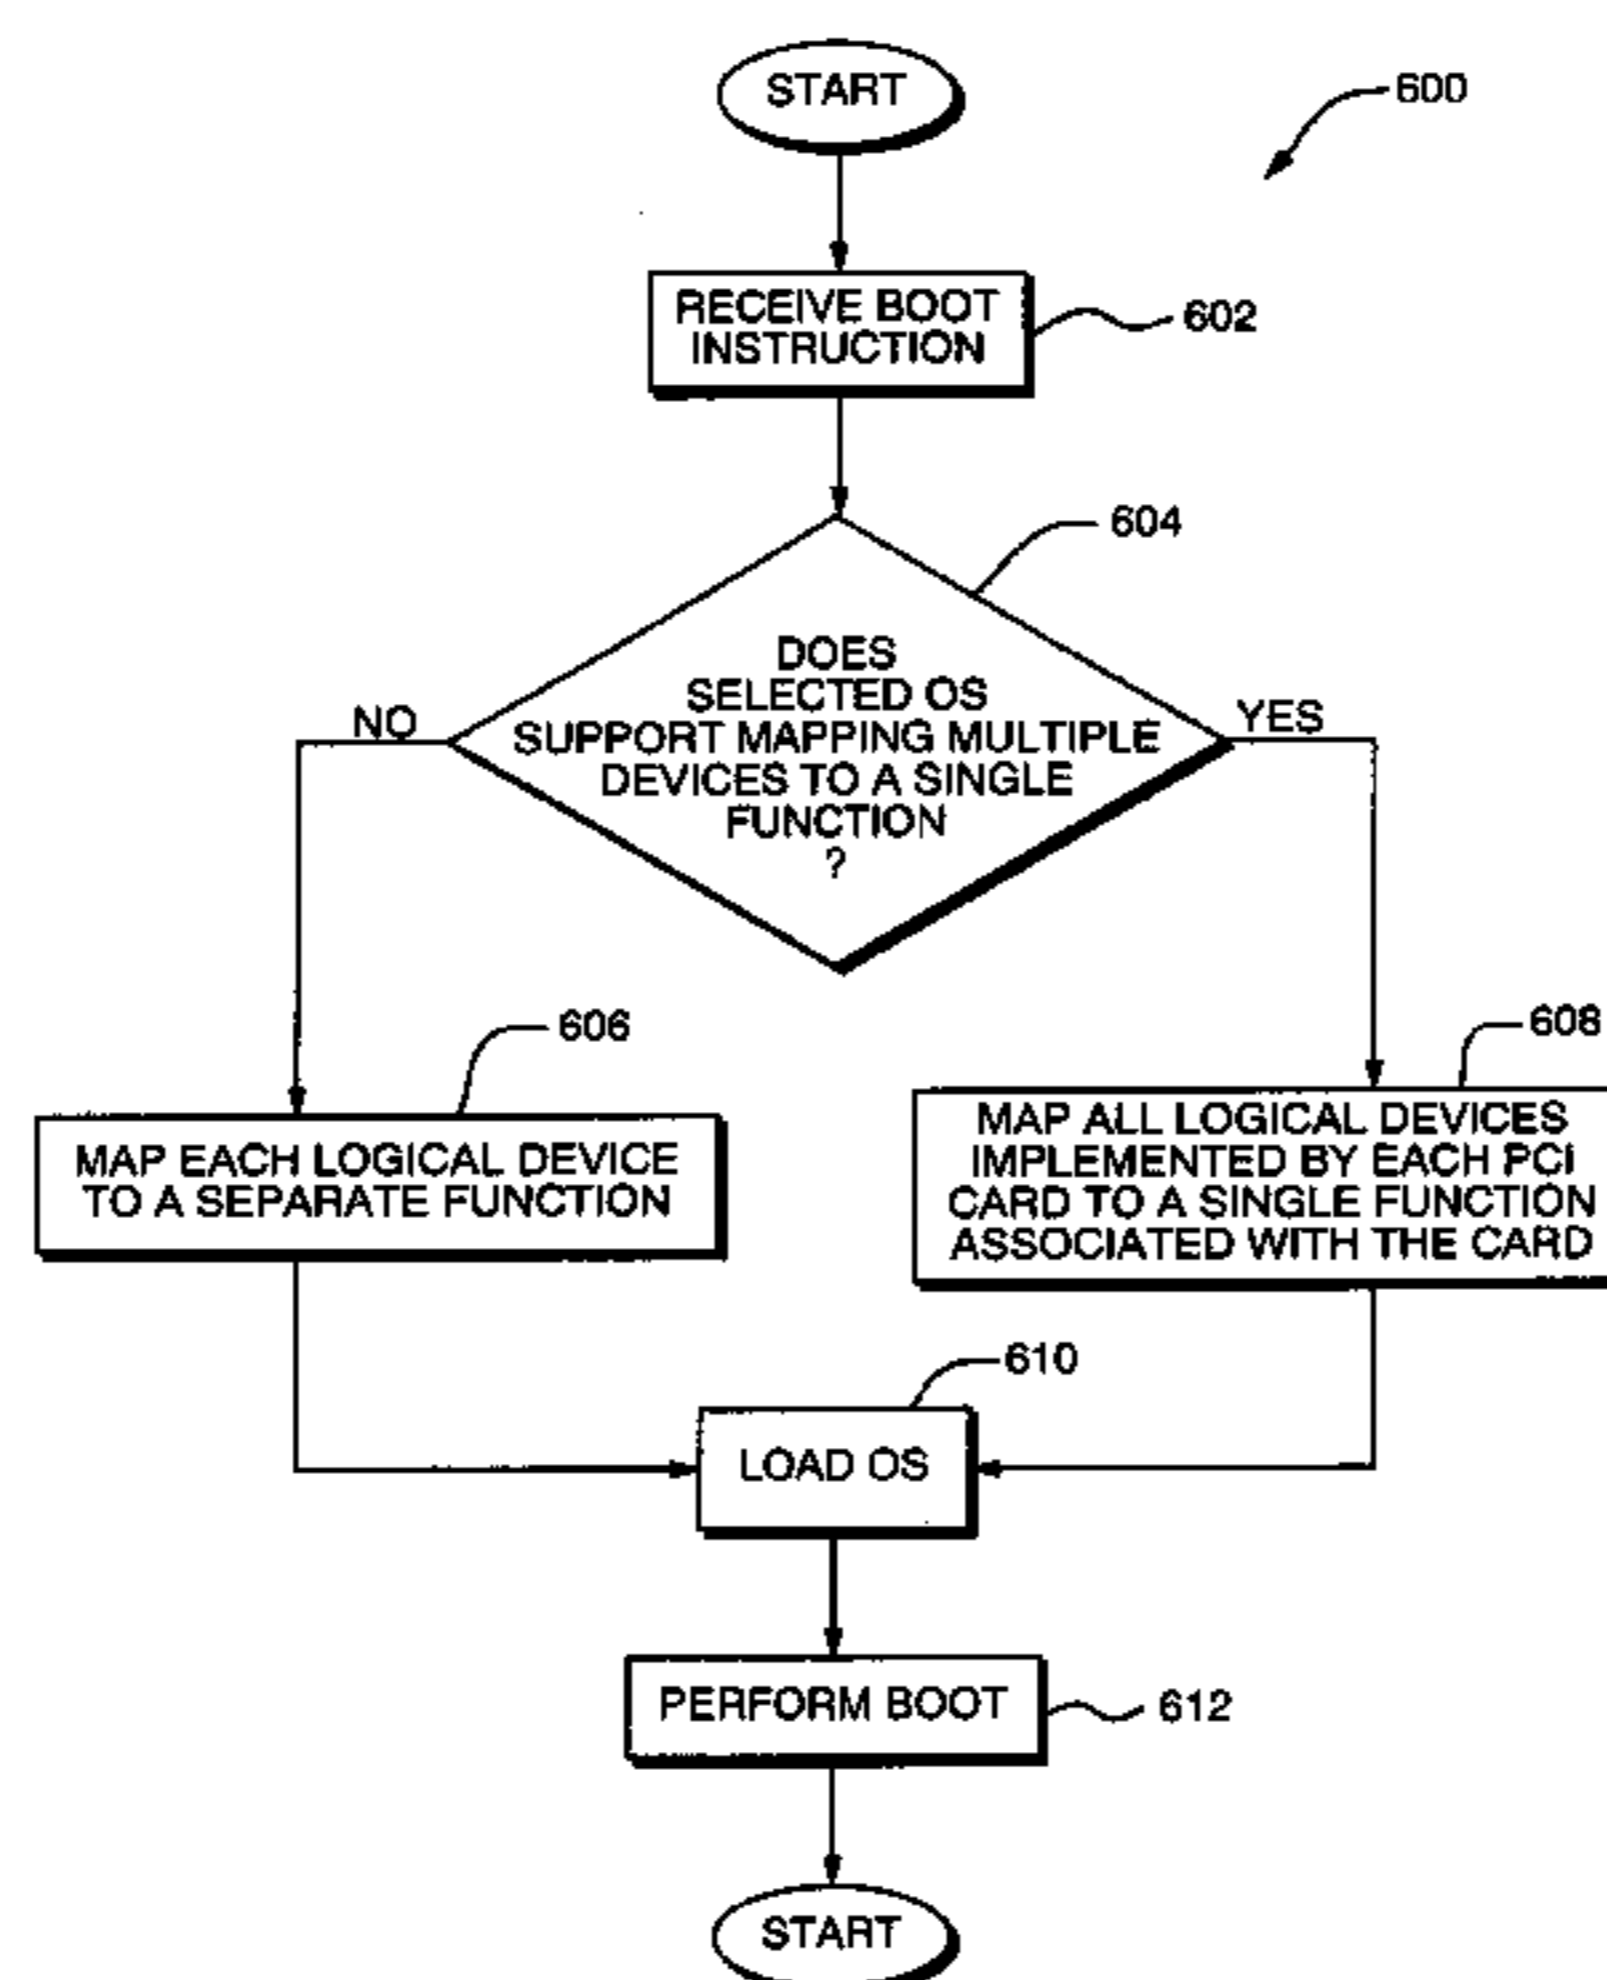 START
600
RECEIVE BOOT
INSTRUCTION
602
604
DOES
SELECTED OS
SUPPORT MAPPING MULTIPLE
DEVICES TO A SINGLE
FUNCTION
?
NO
YES
606
608
MAP EACH LOGICAL DEVICE
TO A SEPARATE FUNCTION
MAP ALL LOGICAL DEVICES
IMPLEMENTED BY EACH PCI
CARD TO A SINGLE FUNCTION
ASSOCIATED WITH THE CARD
610
LOAD OS
PERFORM BOOT
612
START